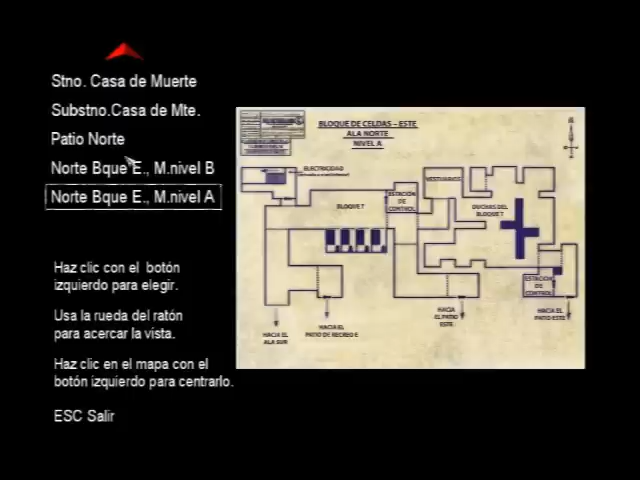 Stno. Casa de Muerte
Substno.Casa de Mte.
Patio Norte
Norte Bque E., M.nivel B
Norte Bque E., M.nivel A
Haz clic con el botón
izquierdo para elegir.
Usa la rueda del ratón
para acercar la vista.
Haz clic en el mapa con el
botón izquierdo para centrarlo.
ESC Salir
BLOQUE DE CELDAS - ESTE
ALA NORTE
NIVEL A
ELECTRICIDAD
BLOQUE 7
ESTACIÓN
DE
CONTROL
VESTUARIOS
DUCHAS DEL
BLOQUE 7
ESTACIÓN
DE
CONTROL
HACIA EL
ALA SUR
HACIA EL
PATIO DE RECREO E
HACIA
EL PATIO
ESTE
HACIA EL
PATIO ESTE